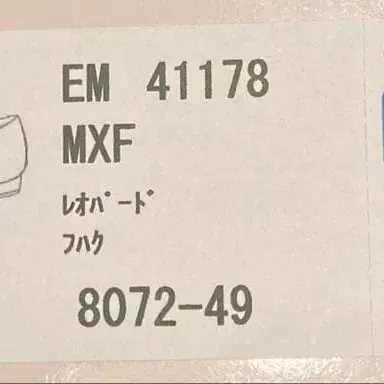 EM 41178
MXF
ﾚｵﾊﾟｰﾄﾞ
ﾌﾊｸ
8072-49